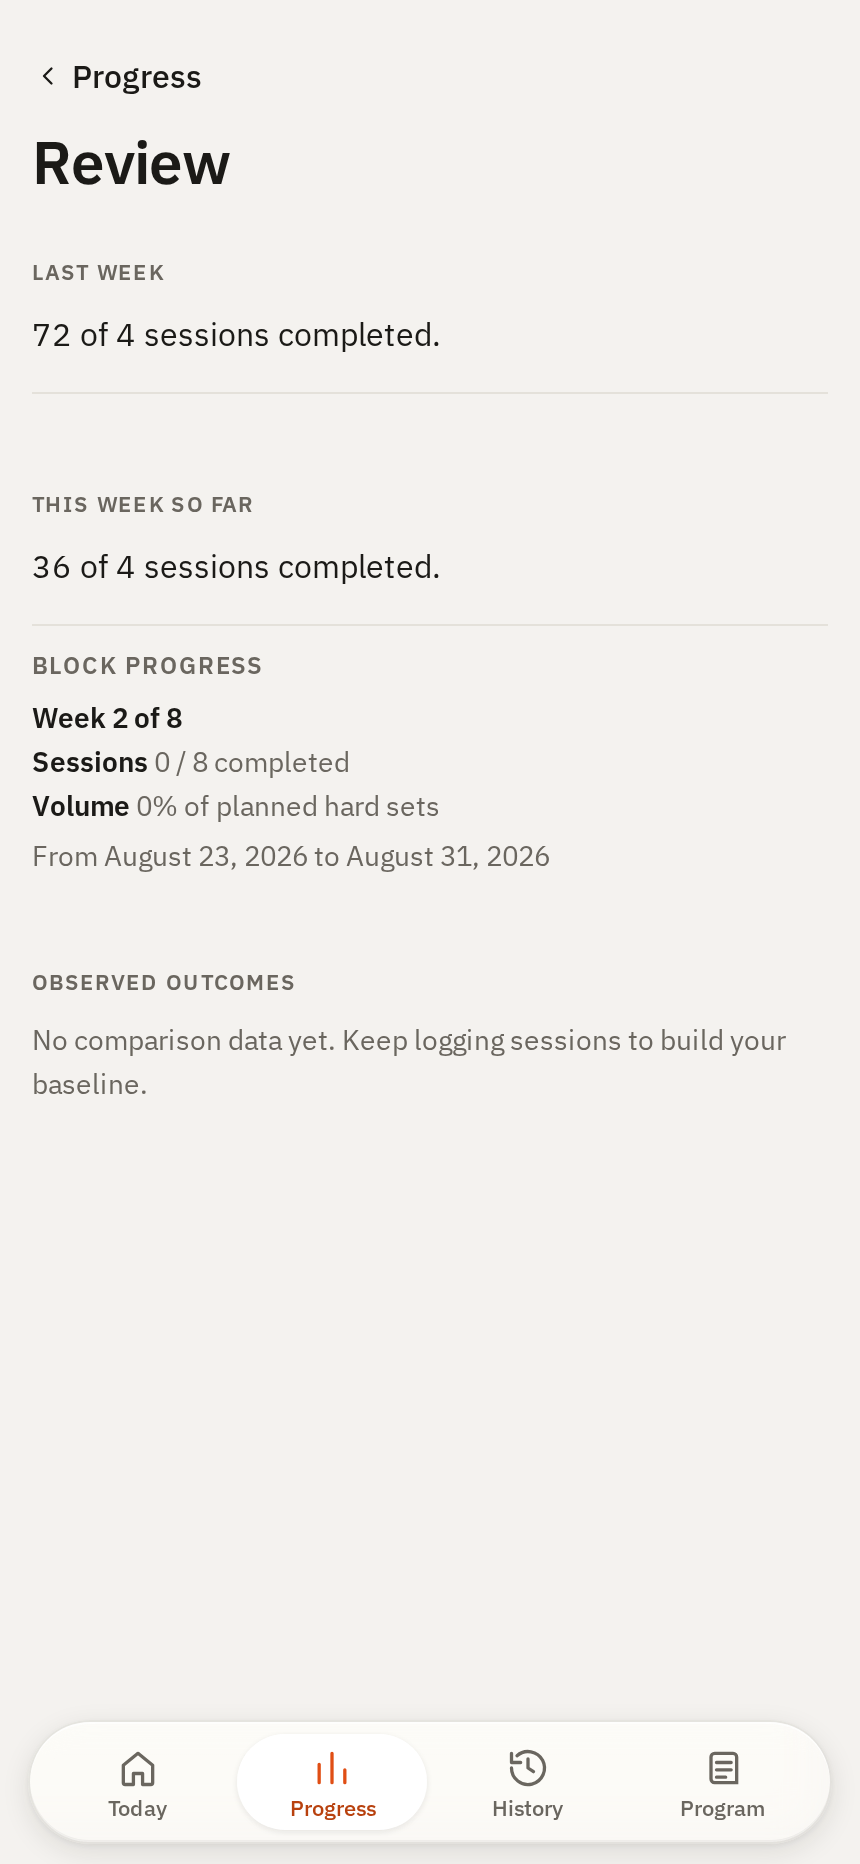 Progress
Review
LAST WEEK
72 of 4 sessions completed.
THIS WEEK SO FAR
36 of 4 sessions completed.
BLOCK PROGRESS
Week 2 of 8
Sessions 0 / 8 completed
Volume 0% of planned hard sets
From August 23, 2026 to August 31, 2026
OBSERVED OUTCOMES
No comparison data yet. Keep logging sessions to build your
baseline.
Today
Progress
History
Program